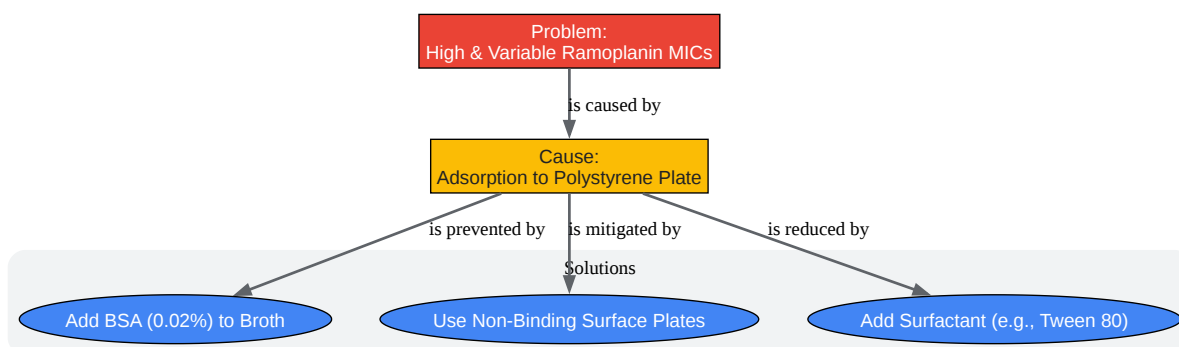 Problem:
High & Variable Ramoplanin MICs
is caused by
Cause:
Adsorption to Polystyrene Plate
is prevented by
is mitigated by
is reduced by
Solutions
Add BSA (0.02%) to Broth
Use Non-Binding Surface Plates
Add Surfactant (e.g., Tween 80)